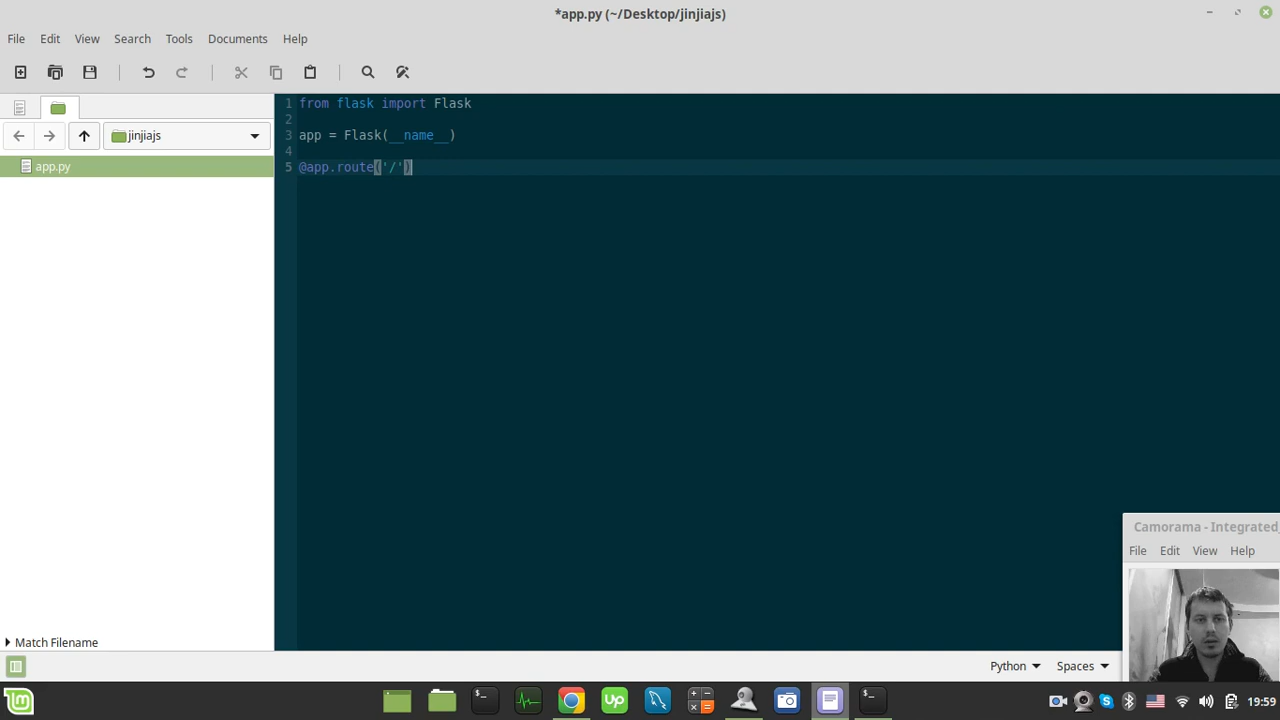 *app.py (~/Desktop/jinjiajs)
File Edit View Search Tools Documents Help
jinjiajs
app.py
1 from flask import Flask
2
3 app = Flask(__name__)
4
5 @app.route('/')
Camorama - Integrated
File Edit View Help
Match Filename
Python Spaces
lm $_ Up $_ 19:59